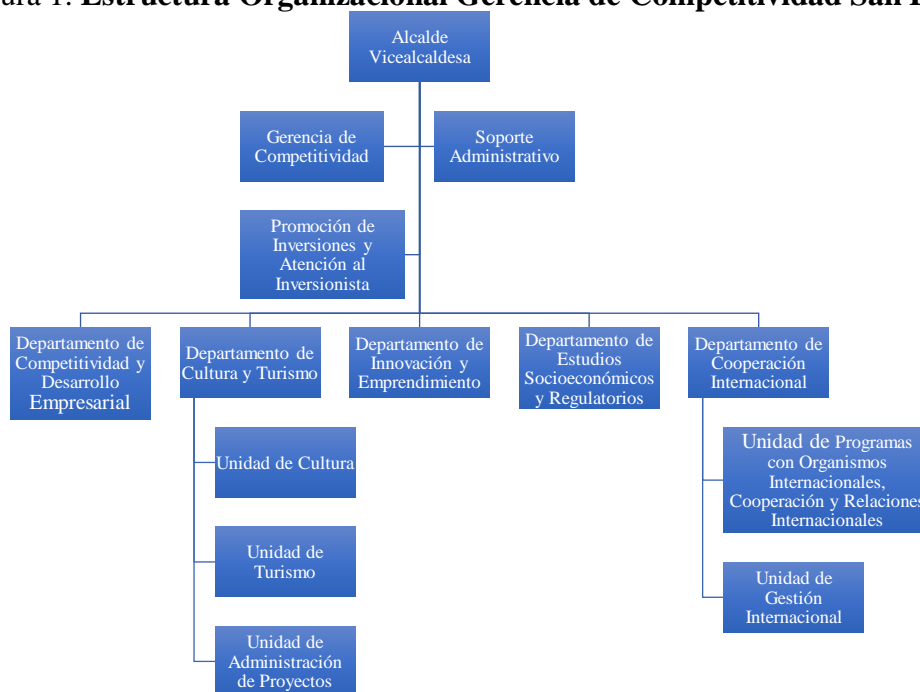 ura 1. Estructura Organizacional Gerencia de Competitividad San
Alcalde
Vicealcaldesa
Gerencia de
Competitividad
Soporte
Administrativo
Promoción de
Inversiones y
Atención al
Inversionista
Departamento de
Competitividad y
Desarrollo
Empresarial
Departamento de
Cultura y Turismo
Departamento de
Innovación y
Emprendimiento
Departamento de
Estudios
Socioeconómicos
y Regulatorios
Departamento de
Cooperación
Internacional
Unidad de Cultura
Unidad de
Turismo
Unidad de
Administración
de Proyectos
Unidad de Programas
con Organismos
Internacionales,
Cooperación y Relaciones
Internacionales
Unidad de
Gestión
Internacional